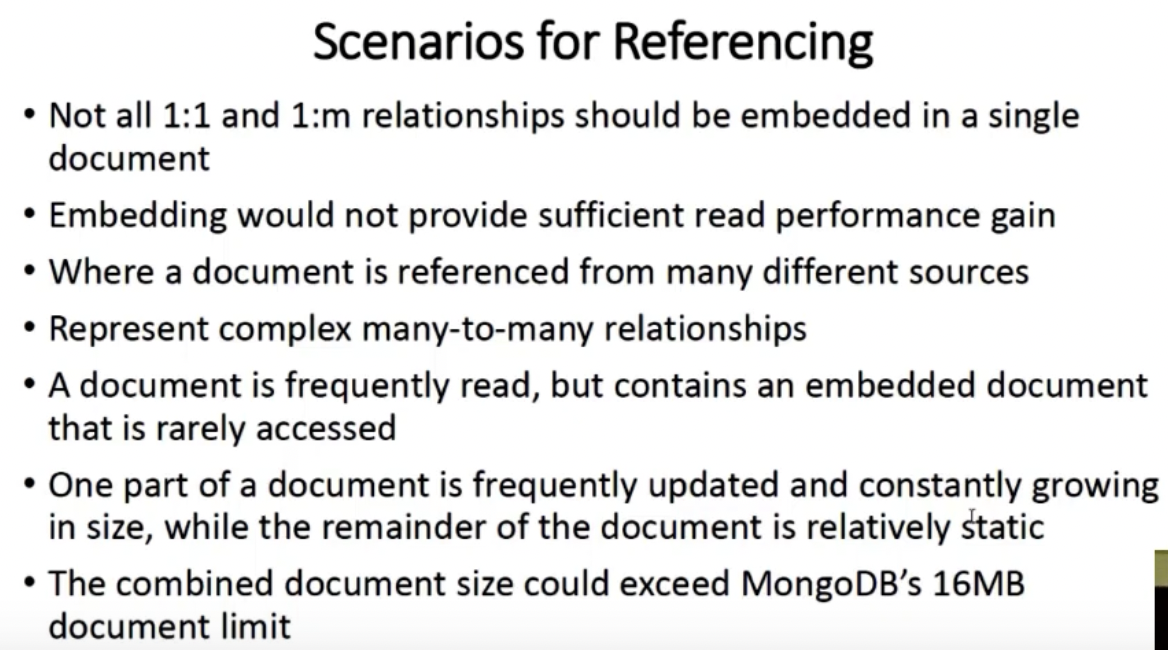 Scenarios for Referencing
• Not all 1:1 and 1:m relationships should be embedded in a single
document
• Embedding would not provide sufficient read performance gain
• Where a document is referenced from many different sources
• Represent complex many-to-many relationships
• A document is frequently read, but contains an embedded document
that is rarely accessed
• One part of a document is frequently updated and constantly growing
in size, while the remainder of the document is relatively static
• The combined document size could exceed MongoDB’s 16MB
document limit